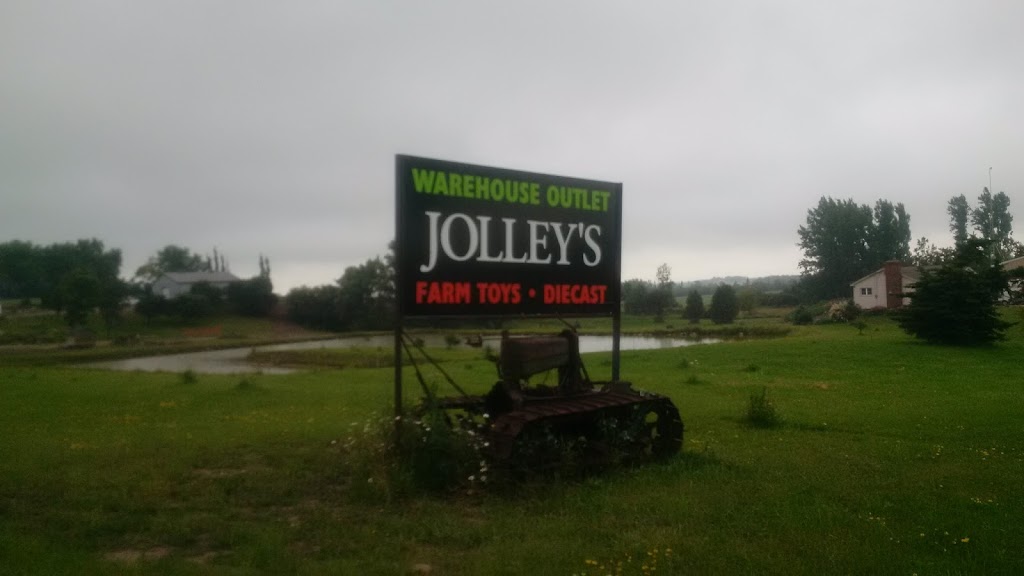 WAREHOUSE OUTLET
JOLLEY'S
FARM TOYS • DIECAST